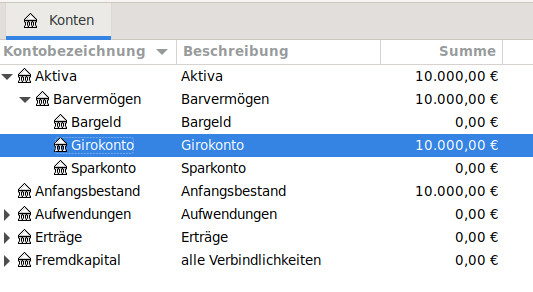 Konten
Kontobezeichnung Beschreibung Summe
Aktiva Aktiva 10.000,00 €
Barvermögen Barvermögen 10.000,00 €
Bargeld Bargeld 0,00 €
Girokonto Girokonto 10.000,00 €
Sparkonto Sparkonto 0,00 €
Anfangsbestand Anfangsbestand 10.000,00 €
Aufwendungen Aufwendungen 0,00 €
Erträge Erträge 0,00 €
Fremdkapital alle Verbindlichkeiten 0,00 €